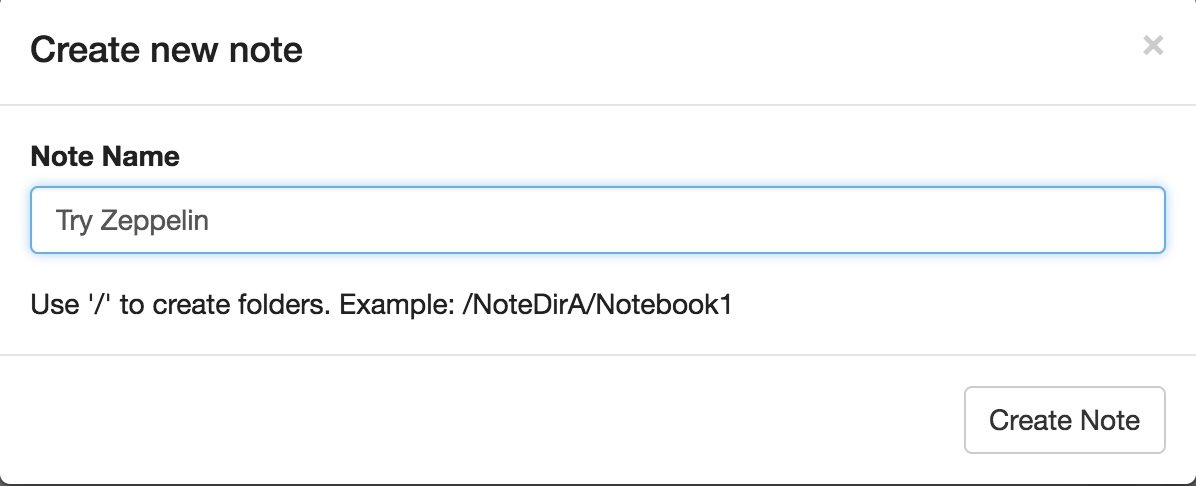 Create new note
×
Note Name
Try Zeppelin
Use '/' to create folders. Example: /NoteDirA/Notebook1
Create Note